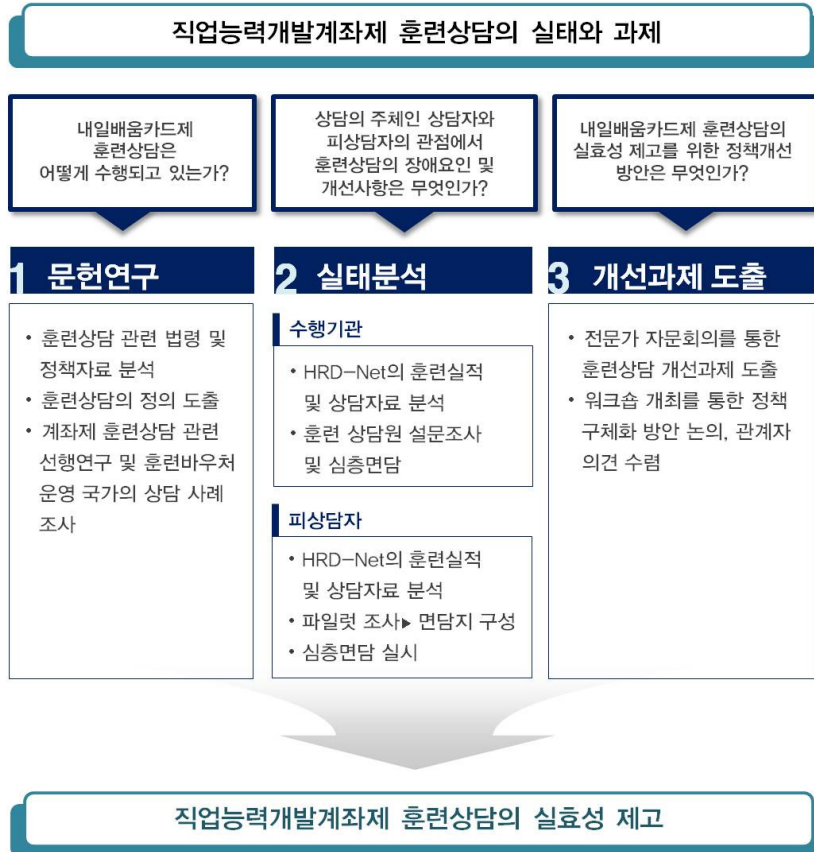 직업능력개발계좌제 훈련상담의 실태와 과제
내일배움카드제
훈련상담은
어떻게 수행되고 있는가?
상담의 주체인 상담자와
피상담자의 관점에서
훈련상담의 장애요인 및
개선사항은 무엇인가?
내일배움카드제 훈련상담의
실효성 제고를 위한 정책개선
방안은 무엇인가?
1 문헌연구
• 훈련상담 관련 법령 및
정책자료 분석
• 훈련상담의 정의 도출
• 계좌제 훈련상담 관련
선행연구 및 훈련바우처
운영 국가의 상담 사례
조사
2 실태분석
수행기관
• HRD-Net의 훈련실적
및 상담자료 분석
• 훈련 상담원 설문조사
및 심층면담
피상담자
• HRD-Net의 훈련실적
및 상담자료 분석
• 파일럿 조사▶ 면담지 구성
• 심층면담 실시
3 개선과제 도출
• 전문가 자문회의를 통한
훈련상담 개선과제 도출
• 워크숍 개최를 통한 정책
구체화 방안 논의, 관계자
의견 수렴
직업능력개발계좌제 훈련상담의 실효성 제고